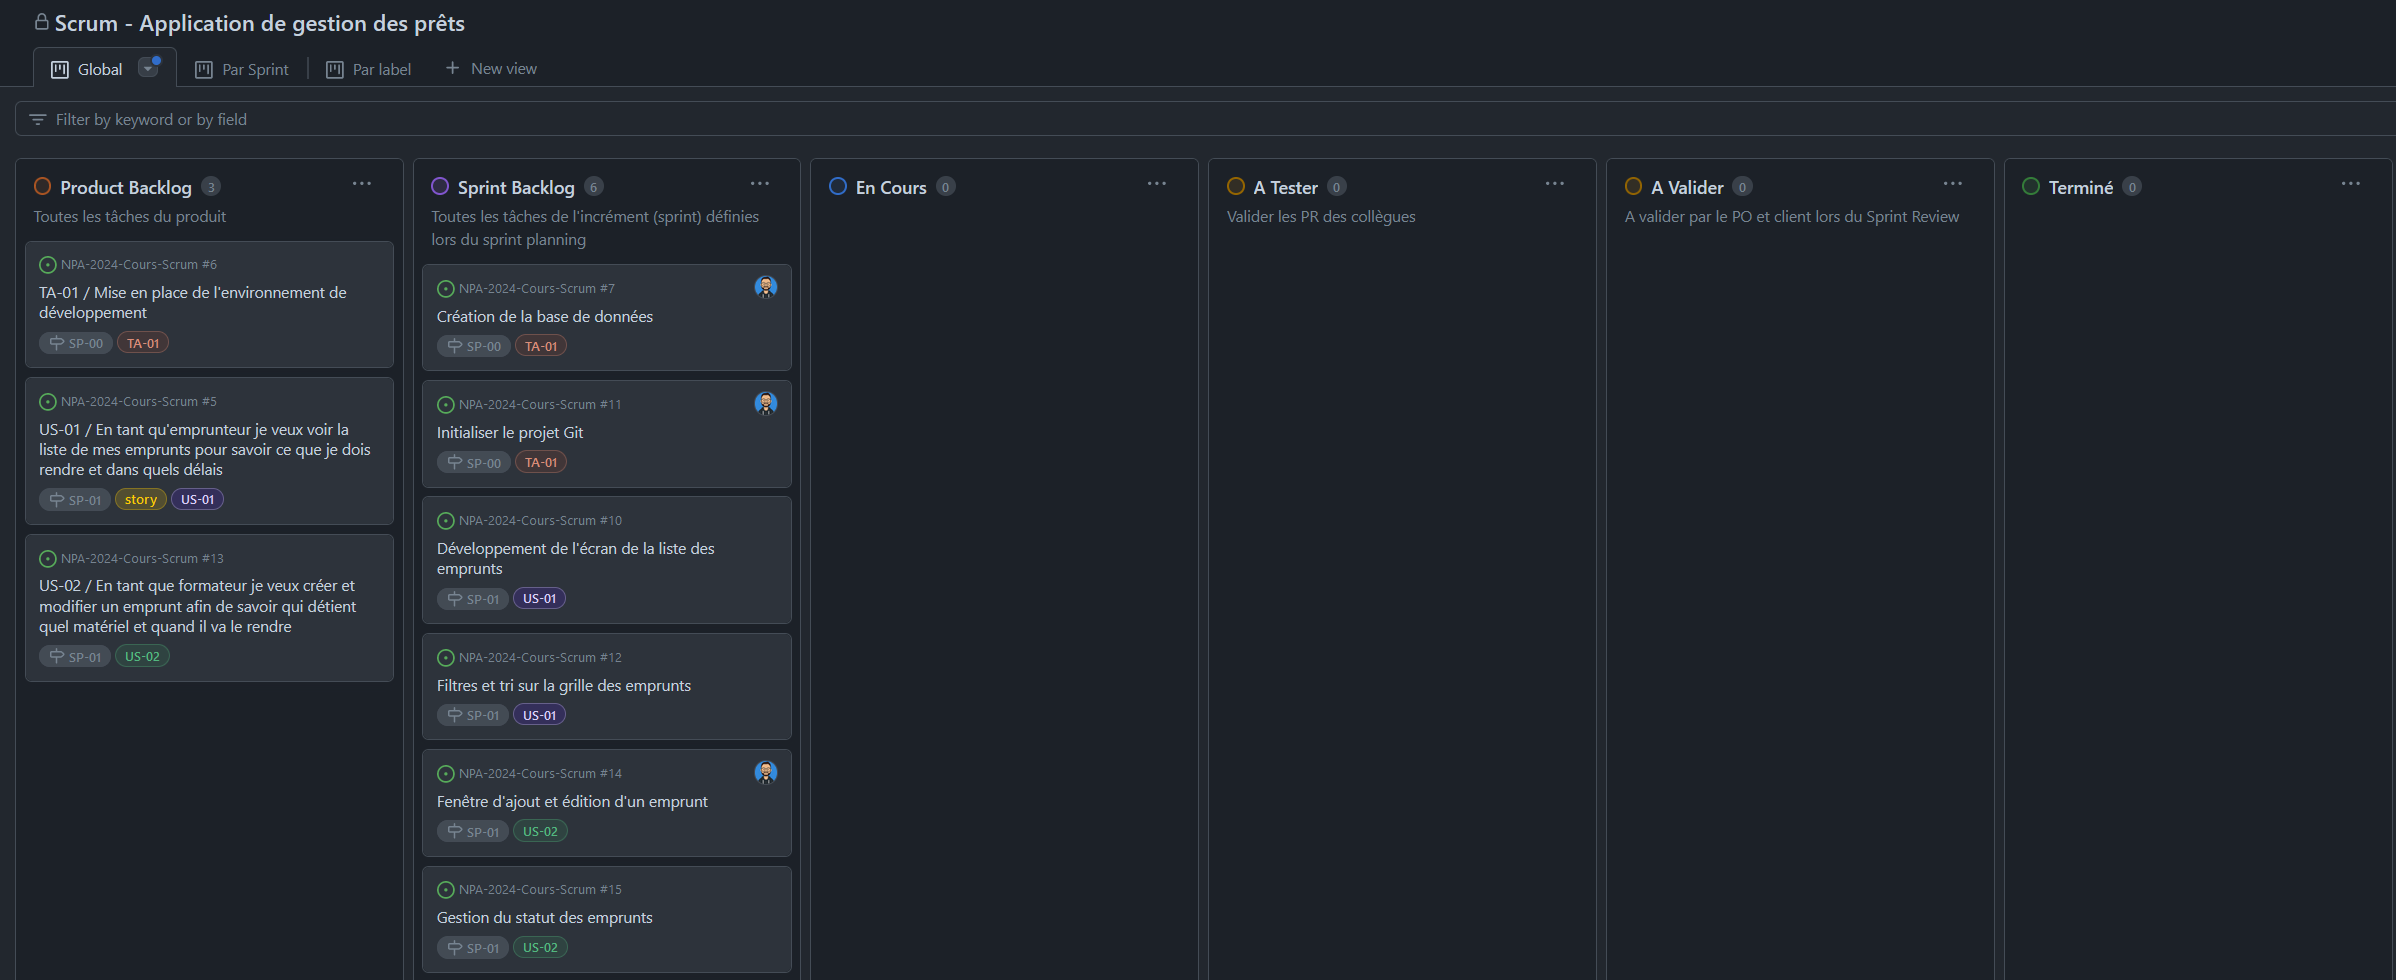 Scrum - Application de gestion des prêts
Global
Par Sprint
Par label
New view
Filter by keyword or by field
Product Backlog 3
Toutes les tâches du produit
NPA-2024-Cours-Scrum #6
TA-01 / Mise en place de l'environnement de
développement
SP-00 TA-01
NPA-2024-Cours-Scrum #5
US-01 / En tant qu'emprunteur je veux voir la
liste de mes emprunts pour savoir ce que je dois
rendre et dans quels délais
SP-01 story US-01
NPA-2024-Cours-Scrum #13
US-02 / En tant que formateur je veux créer et
modifier un emprunt afin de savoir qui détient
quel matériel et quand il va le rendre
SP-01 US-02
Sprint Backlog 6
Toutes les tâches de l'incrément (sprint) définies
lors du sprint planning
NPA-2024-Cours-Scrum #7
Création de la base de données
SP-00 TA-01
NPA-2024-Cours-Scrum #11
Initialiser le projet Git
SP-00 TA-01
NPA-2024-Cours-Scrum #10
Développement de l'écran de la liste des
emprunts
SP-01 US-01
NPA-2024-Cours-Scrum #12
Filtres et tri sur la grille des emprunts
SP-01 US-01
NPA-2024-Cours-Scrum #14
Fenêtre d'ajout et édition d'un emprunt
SP-01 US-02
NPA-2024-Cours-Scrum #15
Gestion du statut des emprunts
SP-01 US-02
En Cours 0
A Tester 0
Valider les PR des collègues
A Valider 0
A valider par le PO et client lors du Sprint Review
Terminé 0